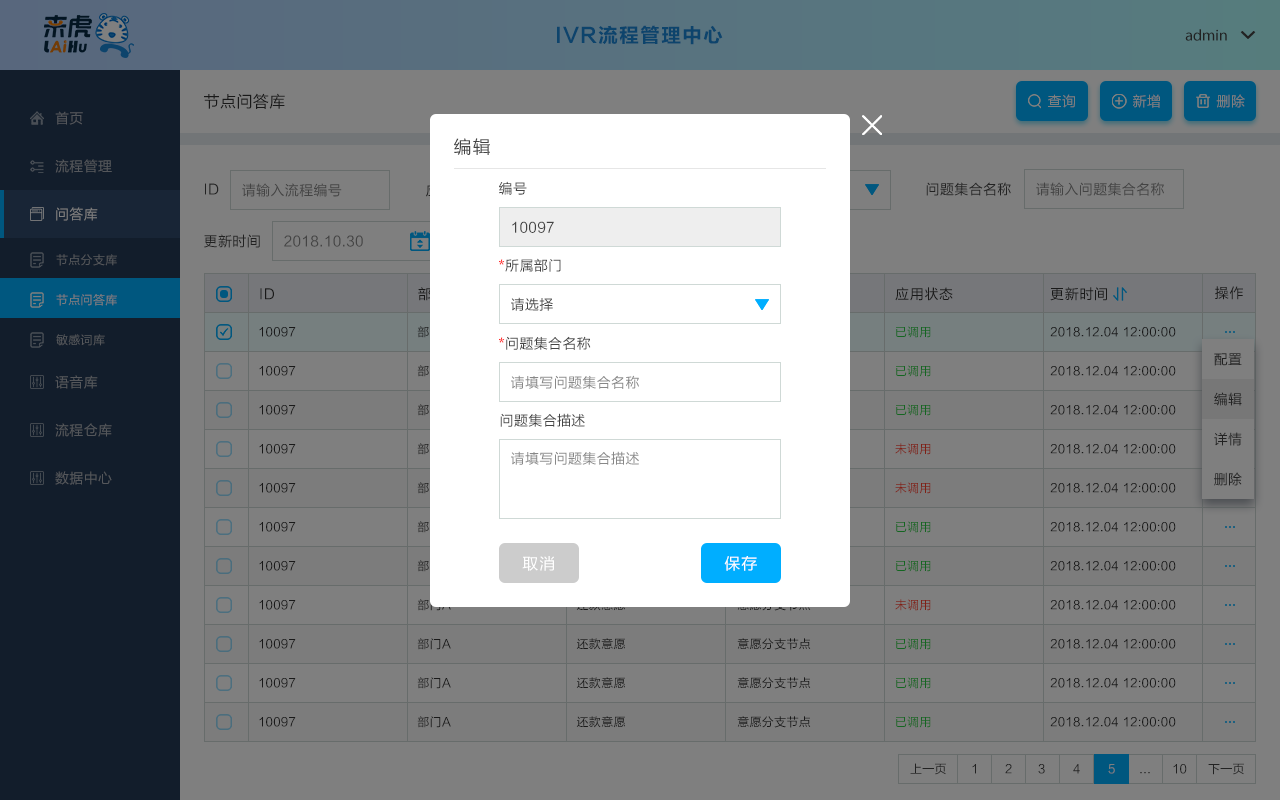 来虎
LAiHu
IVR流程管理中心
admin
首页
流程管理
问答库
节点分支库
节点问答库
敏感词库
语音库
流程仓库
数据中心
节点问答库
查询
新增
删除
ID
请输入流程编号
问题集合名称
请输入问题集合名称
更新时间
2018.10.30
ID 部 应用状态 更新时间 操作
10097 部 已调用 2018.12.04 12:00:00 ...
10097 部 已调用 2018.12.04 12:00:00
10097 部 已调用 2018.12.04 12:00:00
10097 部 未调用 2018.12.04 12:00:00
10097 部 未调用 2018.12.04 12:00:00
10097 部 已调用 2018.12.04 12:00:00 ...
10097 部 已调用 2018.12.04 12:00:00 ...
10097 部门A 还款意愿 意愿分支节点 未调用 2018.12.04 12:00:00 ...
10097 部门A 还款意愿 意愿分支节点 已调用 2018.12.04 12:00:00 ...
10097 部门A 还款意愿 意愿分支节点 已调用 2018.12.04 12:00:00 ...
10097 部门A 还款意愿 意愿分支节点 已调用 2018.12.04 12:00:00 ...
配置
编辑
详情
删除
上一页 1 2 3 4 5 ... 10 下一页
编辑
编号
10097
*所属部门
请选择
*问题集合名称
请填写问题集合名称
问题集合描述
请填写问题集合描述
取消
保存